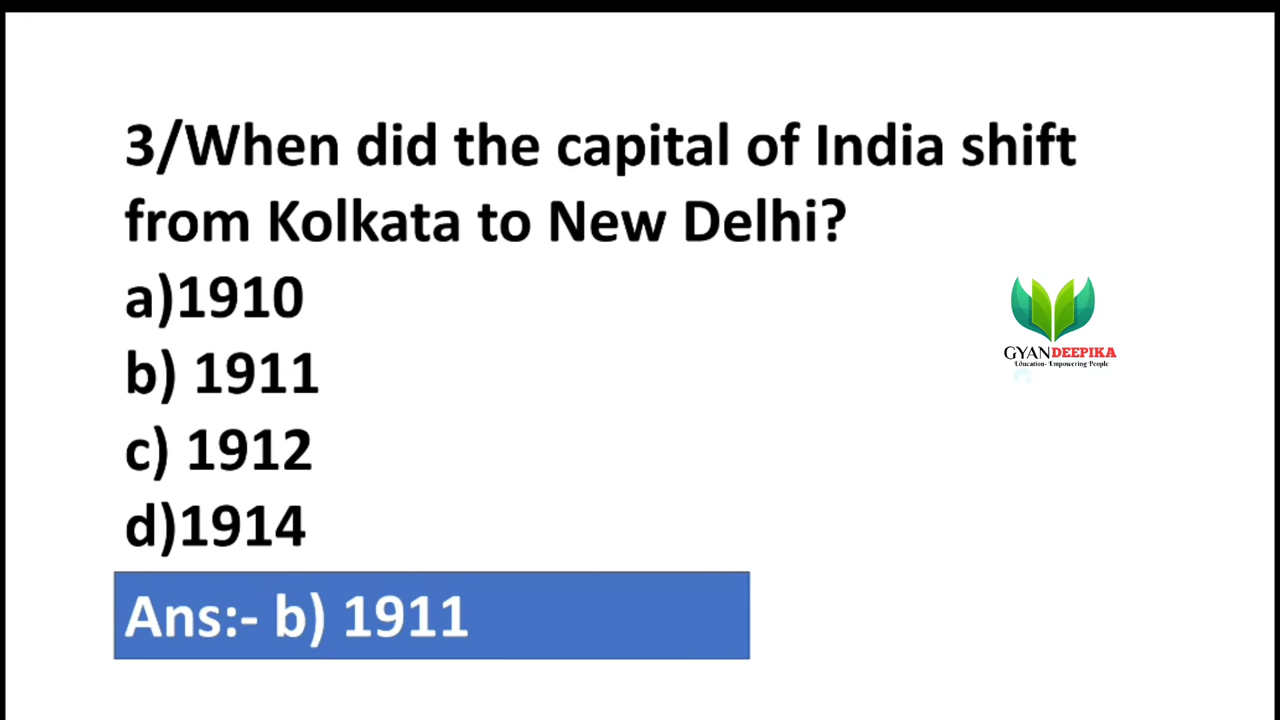 3/When did the capital of India shift
from Kolkata to New Delhi?
a)1910
b) 1911
c) 1912
d)1914
Ans:- b) 1911
GYANDEEPIKA
Education- Empowering People